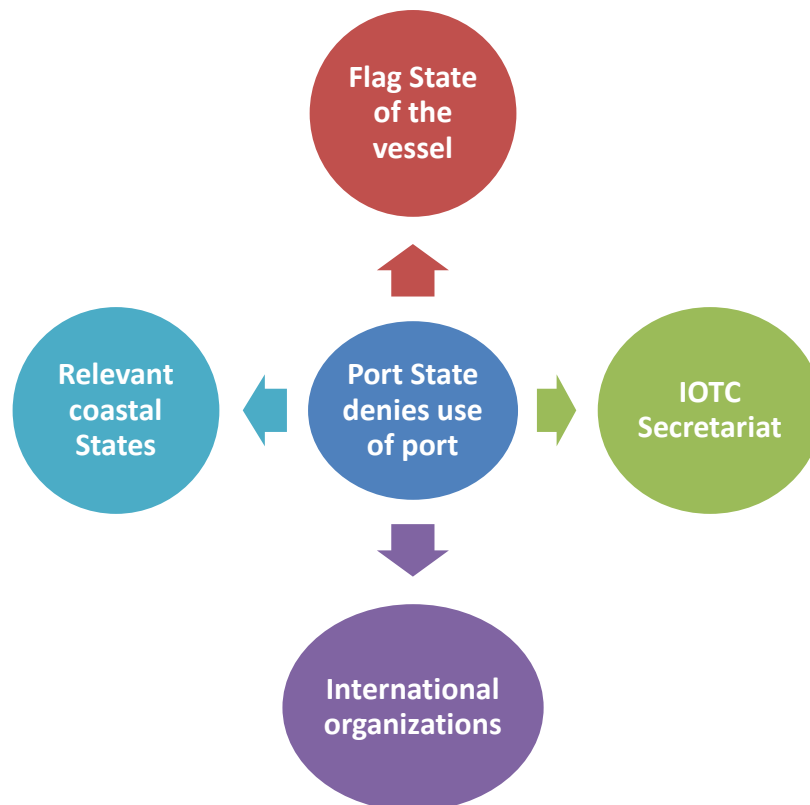 Flag State
of the
vessel
Relevant
coastal
States
Port State
denies use
of port
IOTC
Secretariat
International
organizations